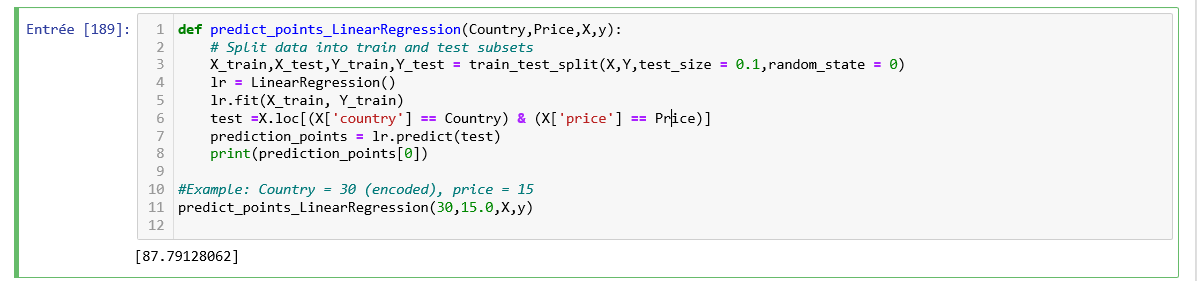 Entrée [189]:
1 def predict_points_LinearRegression(Country,Price,X,y):
2     # Split data into train and test subsets
3     X_train,X_test,Y_train,Y_test = train_test_split(X,Y,test_size = 0.1,random_state = 0)
4     lr = LinearRegression()
5     lr.fit(X_train, Y_train)
6     test =X.loc[(X['country'] == Country) & (X['price'] == Price)]
7     prediction_points = lr.predict(test)
8     print(prediction_points[0])
9
10 #Example: Country = 30 (encoded), price = 15
11 predict_points_LinearRegression(30,15.0,X,y)
12
[87.79128062]